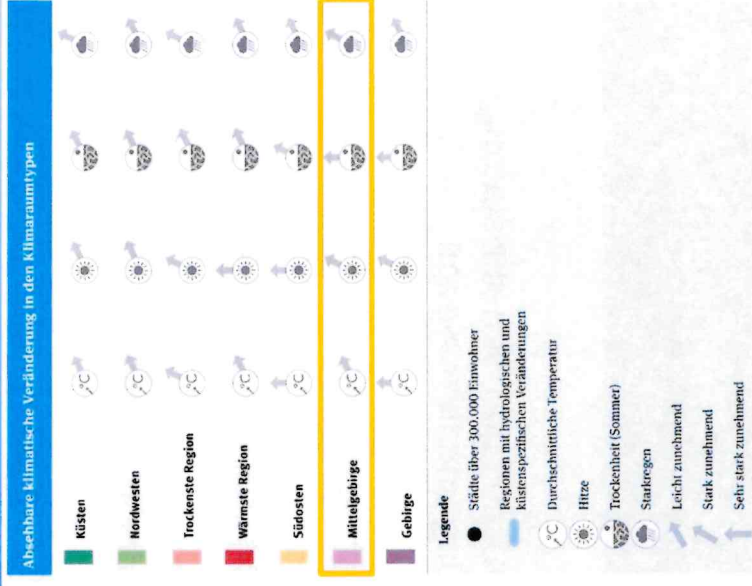 Absehbare klimatische Veränderung in den Klimaraumtypen
Küsten
°C
Nordwesten
°C
Trockenste Region
°C
Wärmste Region
°C
Südosten
°C
Mittelgebirge
°C
Gebirge
°C
Legende
Städte über 300.000 Einwohner
Regionen mit hydrologischen und
küstenspezifischen Veränderungen
°C Durchschnittliche Temperatur
Hitze
Trockenheit (Sommer)
Starkregen
Leicht zunehmend
Stark zunehmend
Sehr stark zunehmend